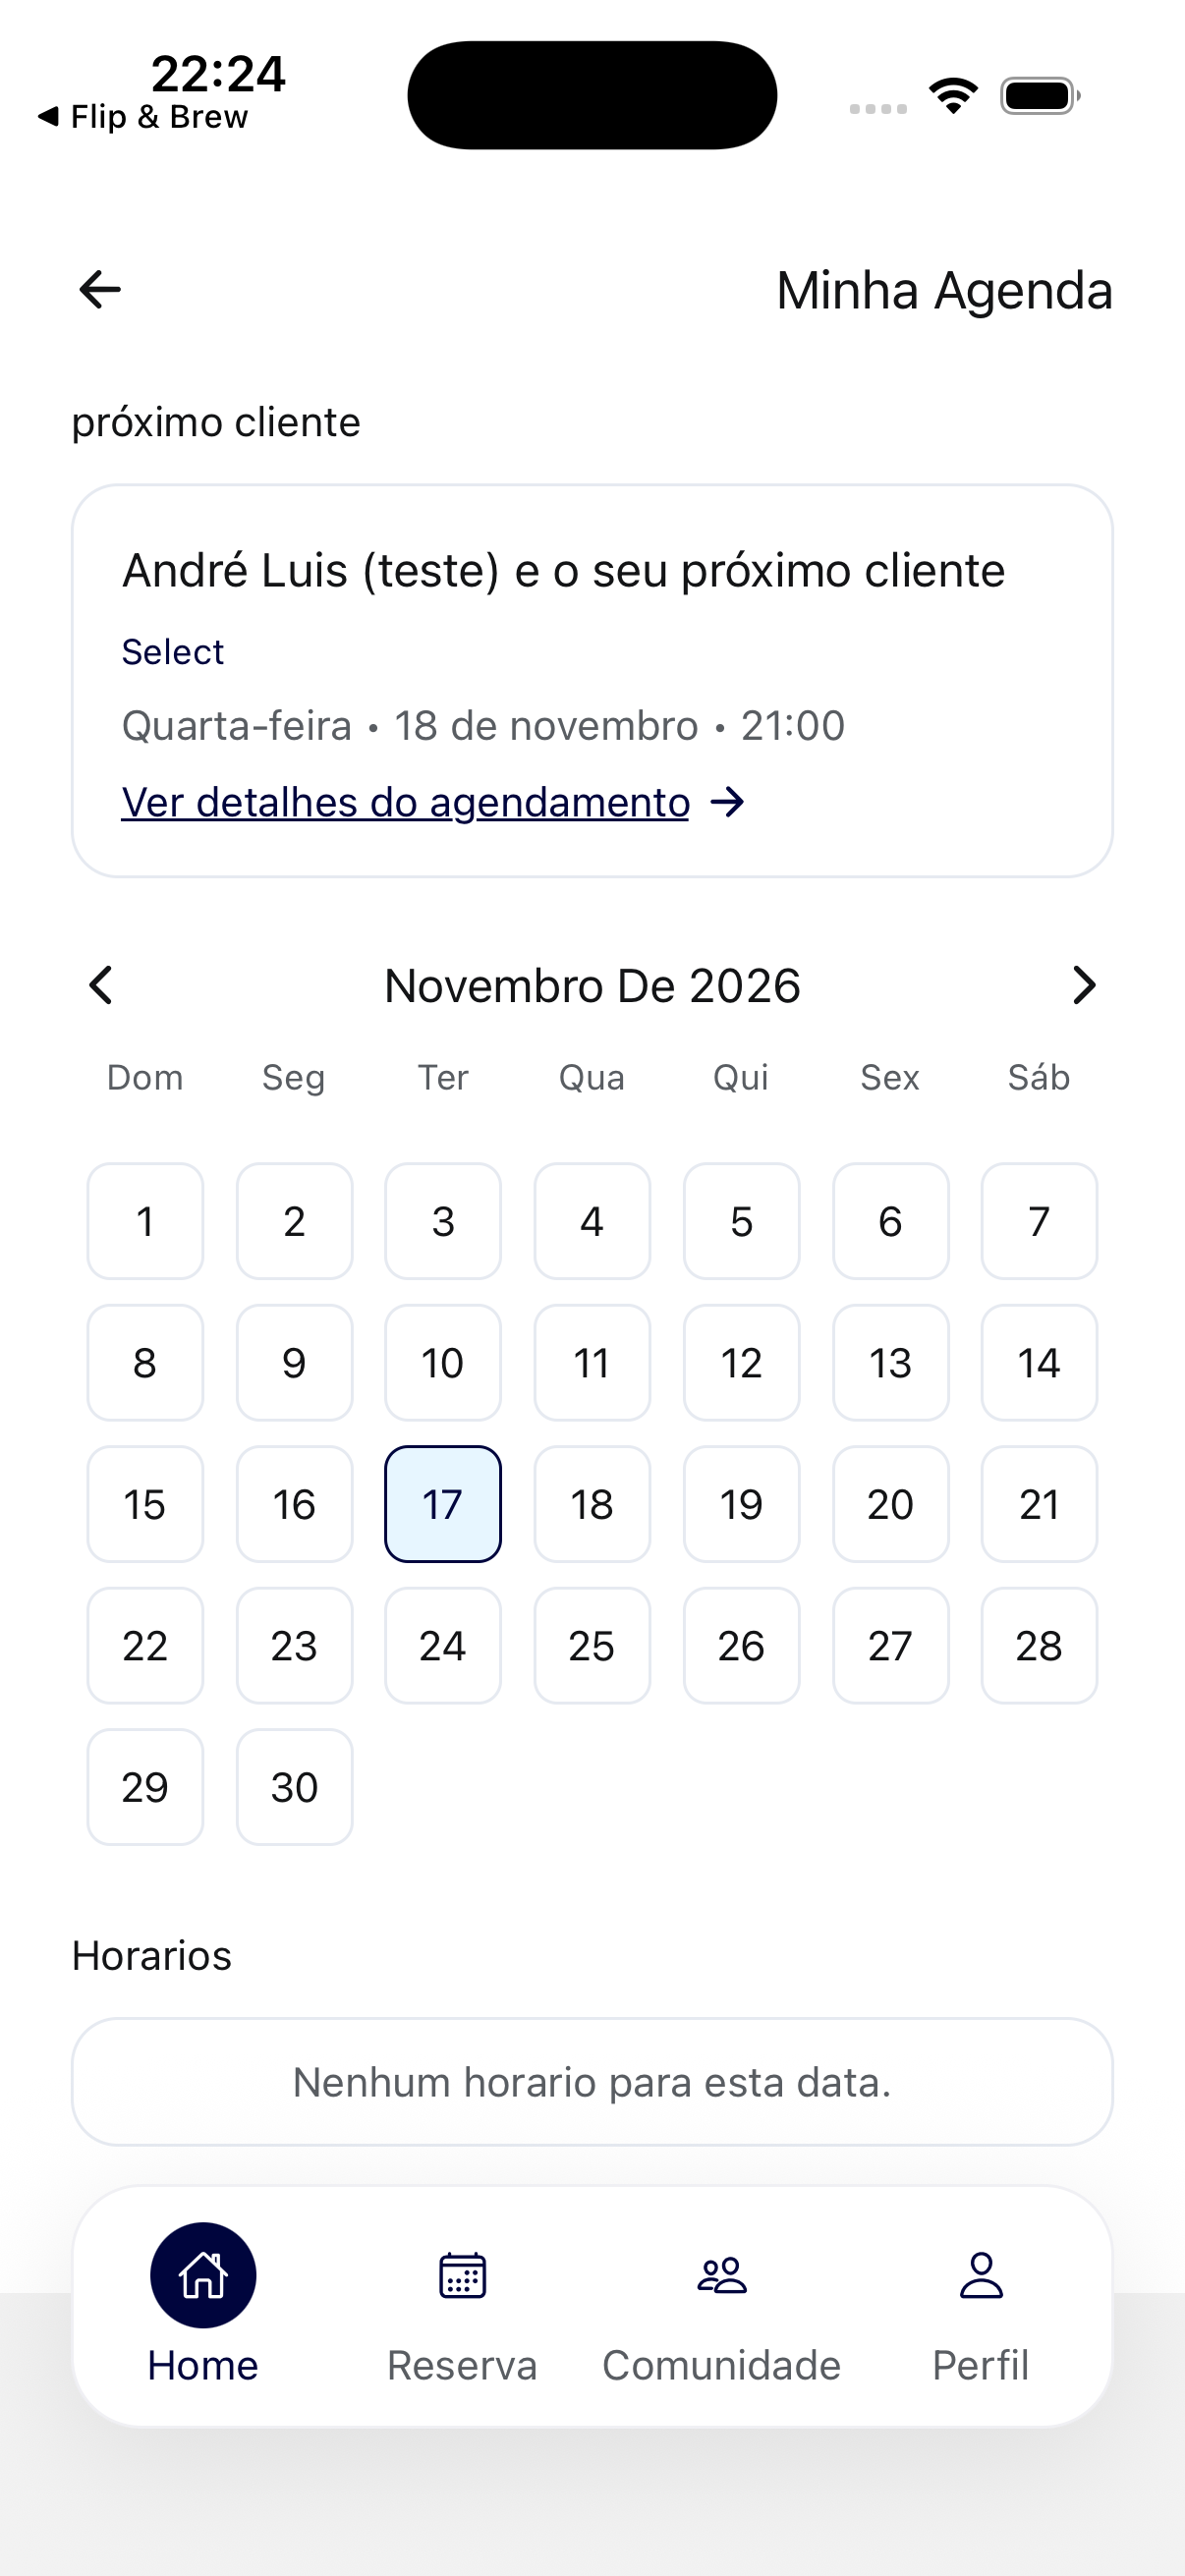 22:24
◀ Flip & Brew
Minha Agenda
próximo cliente
André Luis (teste) e o seu próximo cliente
Select
Quarta-feira • 18 de novembro • 21:00
Ver detalhes do agendamento →
Novembro De 2026
Dom Seg Ter Qua Qui Sex Sáb
1 2 3 4 5 6 7
8 9 10 11 12 13 14
15 16 17 18 19 20 21
22 23 24 25 26 27 28
29 30
Horarios
Nenhum horario para esta data.
Home Reserva Comunidade Perfil